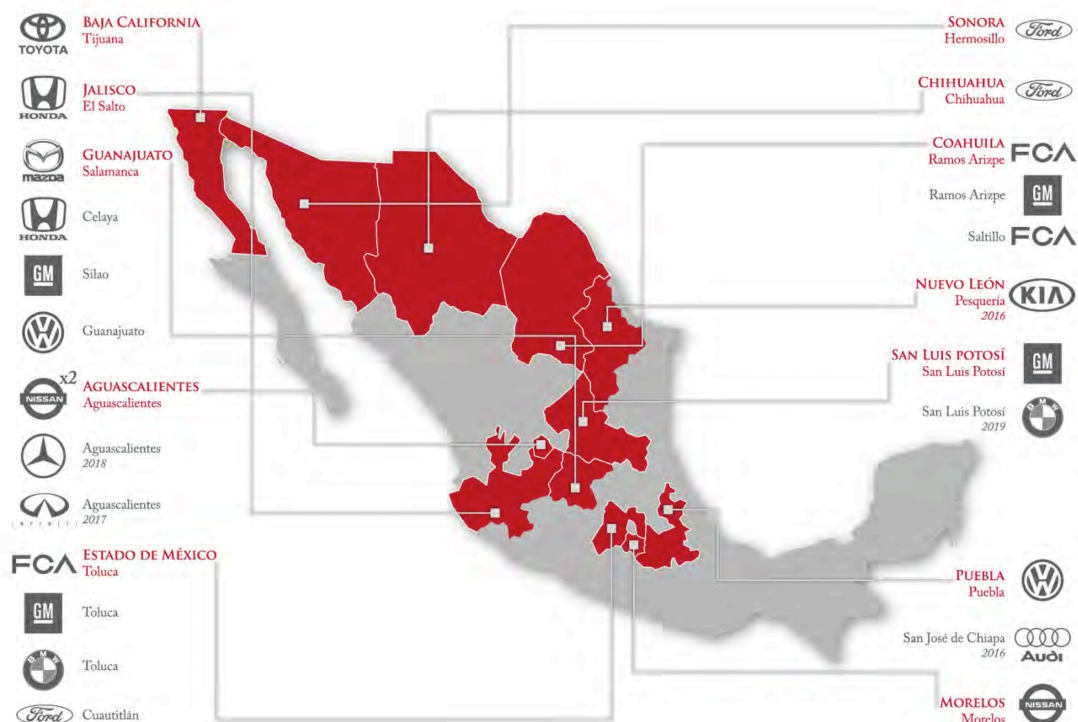 TOYOTA
BAJA CALIFORNIA
Tijuana
HONDA
JALISCO
El Salto
mazda
GUANAJUATO
Salamanca
HONDA
Celaya
GM
Silao
Guanajuato
NISSAN
x2
AGUASCALIENTES
Aguascalientes
Aguascalientes
2018
INFINITI
Aguascalientes
2017
FCA
ESTADO DE MÉXICO
Toluca
GM
Toluca
BMW
Toluca
Ford
Cuautitlán
SONORA
Hermosillo
Ford
CHIHUAHUA
Chihuahua
Ford
COAHUILA
Ramos Arizpe
FCA
Ramos Arizpe
GM
Saltillo
FCA
NUEVO LEÓN
Pesquería
2016
KIA
SAN LUIS POTOSÍ
San Luis Potosí
GM
San Luis Potosí
2019
BMW
PUEBLA
Puebla
San José de Chiapa
2016
Audi
MORELOS
Morelos
NISSAN